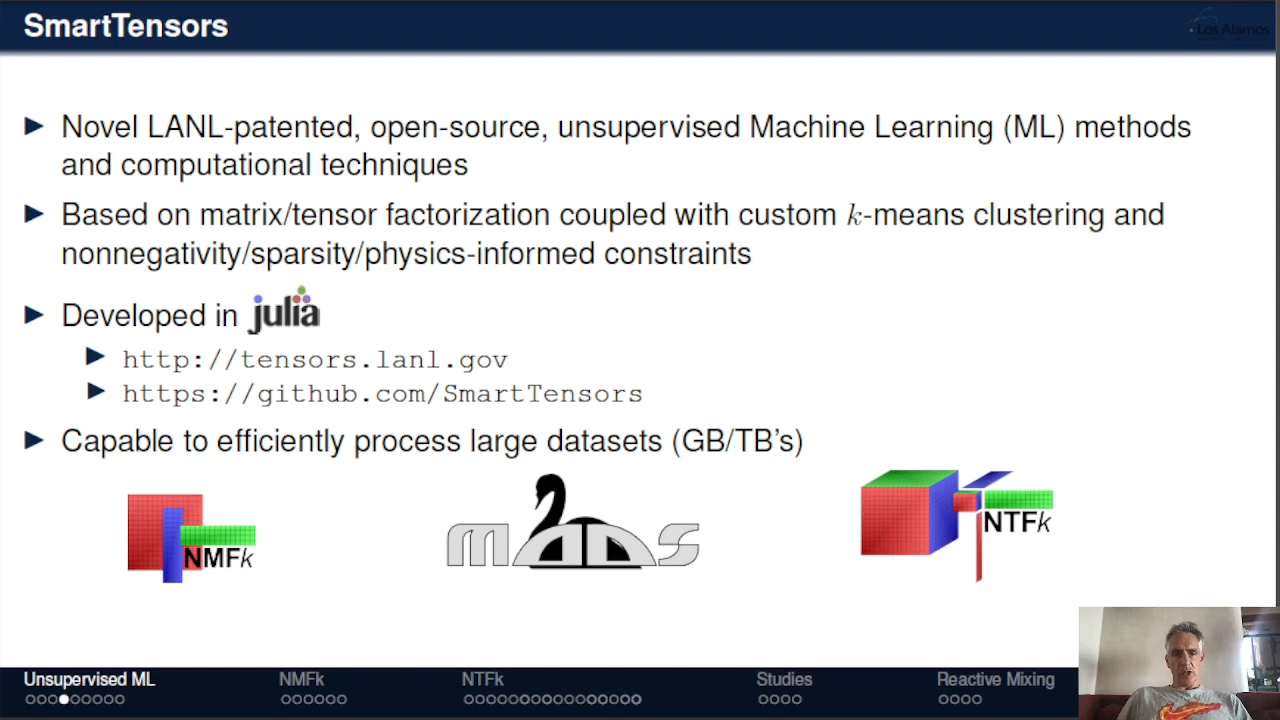 SmartTensors
Los Alamos
Novel LANL-patented, open-source, unsupervised Machine Learning (ML) methods
and computational techniques
Based on matrix/tensor factorization coupled with custom k-means clustering and
nonnegativity/sparsity/physics-informed constraints
Developed in julia
http://tensors.lanl.gov
https://github.com/SmartTensors
Capable to efficiently process large datasets (GB/TB's)
NMFk
mads
NTFk
Unsupervised ML NMFk NTFk Studies Reactive Mixing